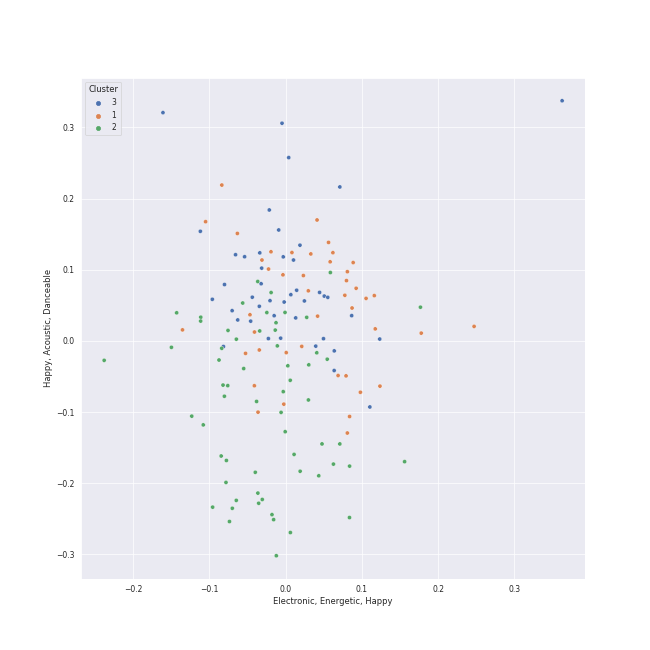 Cluster
3
1
2
0.3
0.2
0.1
0.0
−0.1
−0.2
−0.3
Happy, Acoustic, Danceable
−0.2 −0.1 0.0 0.1 0.2 0.3
Electronic, Energetic, Happy